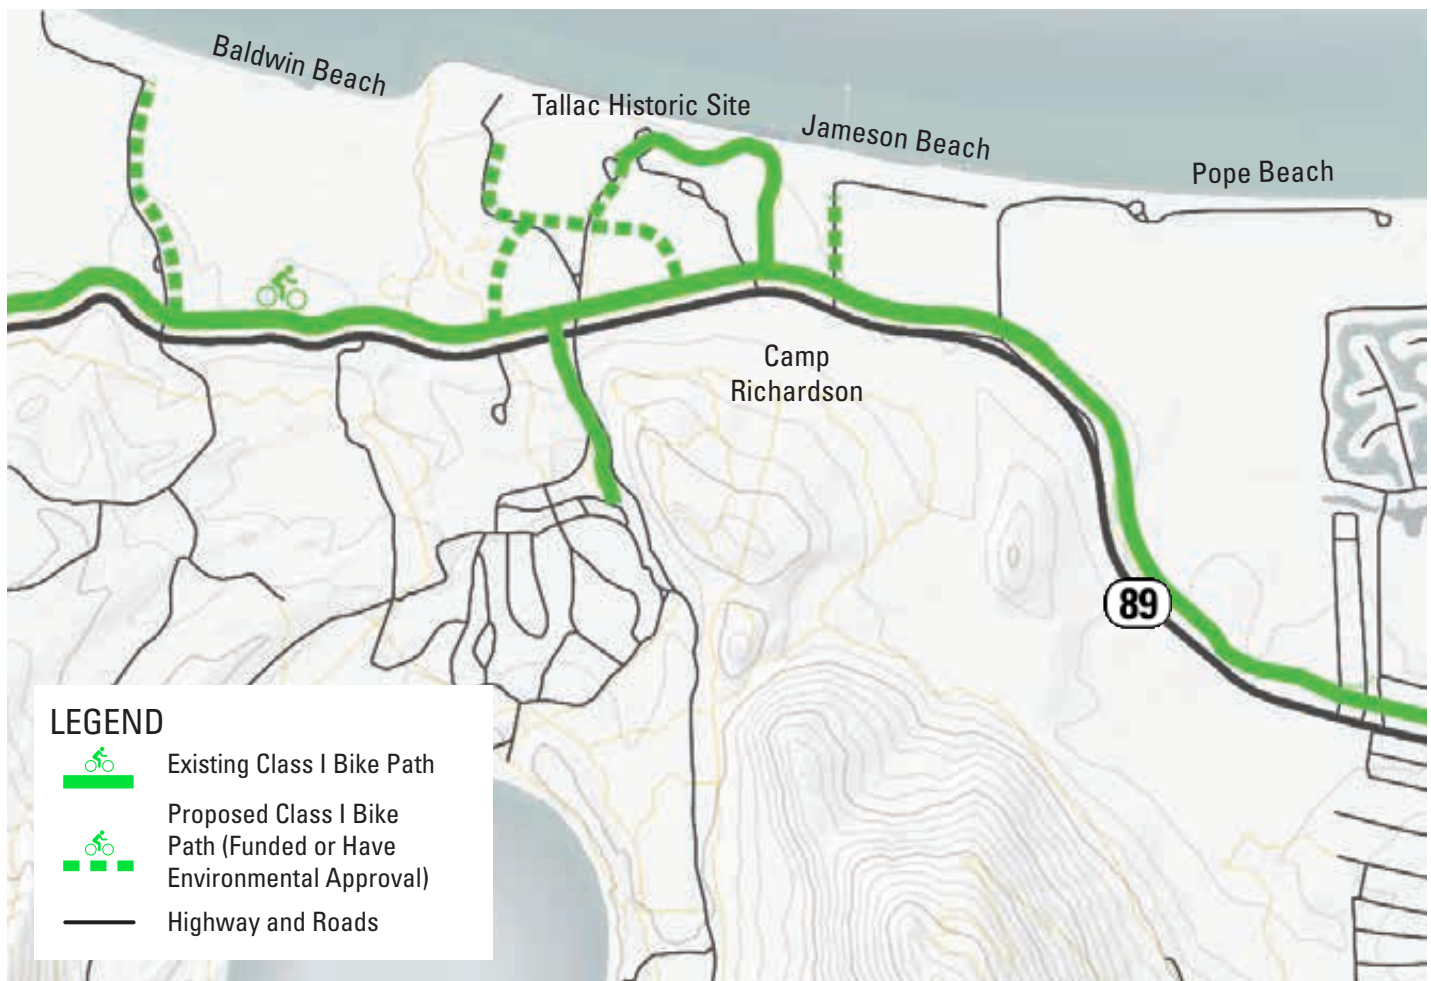 Baldwin Beach
Tallac Historic Site
Jameson Beach
Pope Beach
Camp
Richardson
89
LEGEND
Existing Class I Bike Path
Proposed Class I Bike
Path (Funded or Have
Environmental Approval)
Highway and Roads